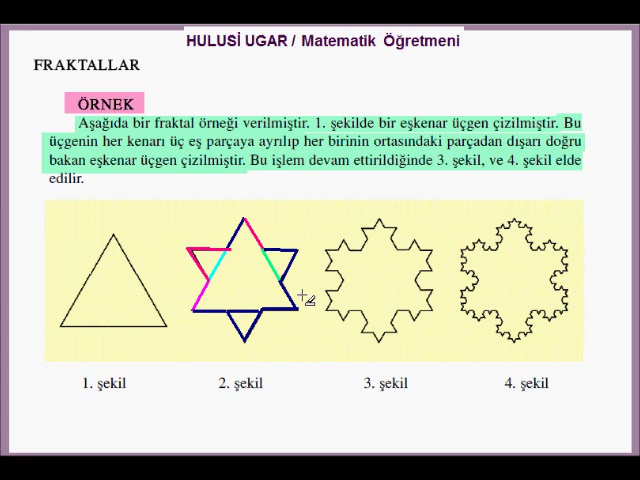 HULUSİ UGAR / Matematik Öğretmeni
FRAKTALLAR
ÖRNEK
Aşağıda bir fraktal örneği verilmiştir. 1. şekilde bir eşkenar üçgen çizilmiştir. Bu
üçgenin her kenarı üç eş parçaya ayrılıp her birinin ortasındaki parçadan dışarı doğru
bakan eşkenar üçgen çizilmiştir. Bu işlem devam ettirildiğinde 3. şekil, ve 4. şekil elde
edilir.
1. şekil 2. şekil 3. şekil 4. şekil